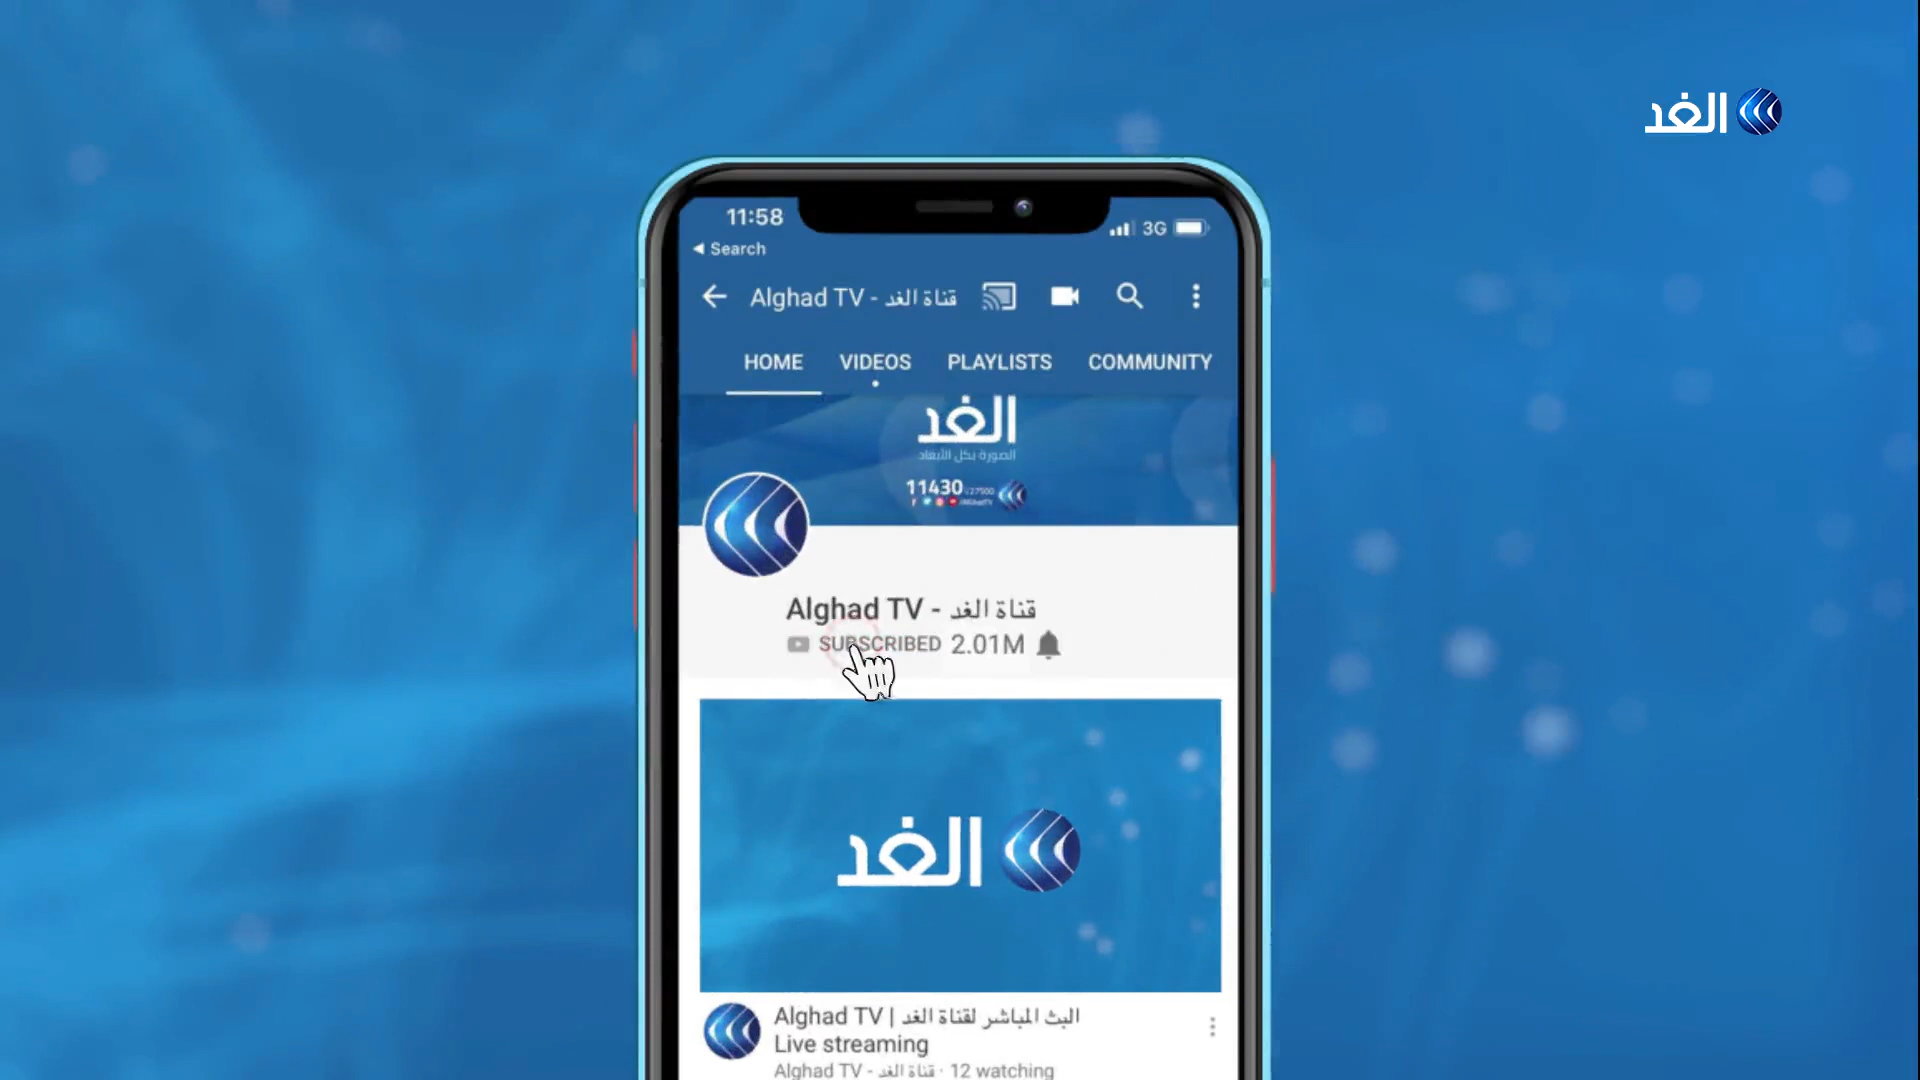 الغد
11:58
3G
Search
Alghad TV - قناة الغد
HOME VIDEOS PLAYLISTS COMMUNITY
الغد
الصورة بكل الأبعاد
11430
27500
Alghad TV - قناة الغد
SUBSCRIBED 2.01M
الغد
Alghad TV | البث المباشر لقناة الغد
Live streaming
Alghad TV - قناة الغد · 12 watching